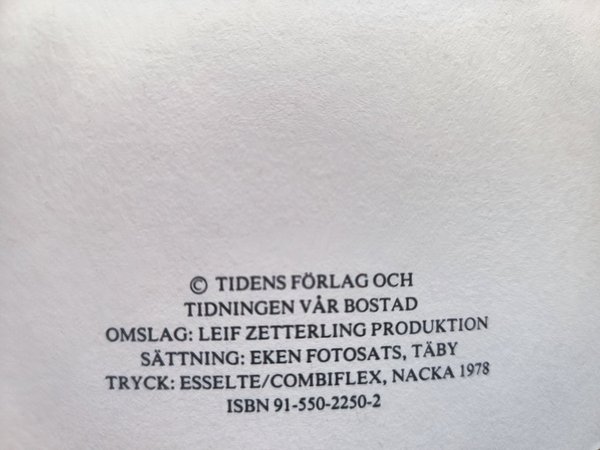 © TIDENS FÖRLAG OCH
TIDNINGEN VÅR BOSTAD
OMSLAG: LEIF ZETTERLING PRODUKTION
SÄTTNING: EKEN FOTOSATS, TÄBY
TRYCK: ESSELTE/COMBIFLEX, NACKA 1978
ISBN 91-550-2250-2